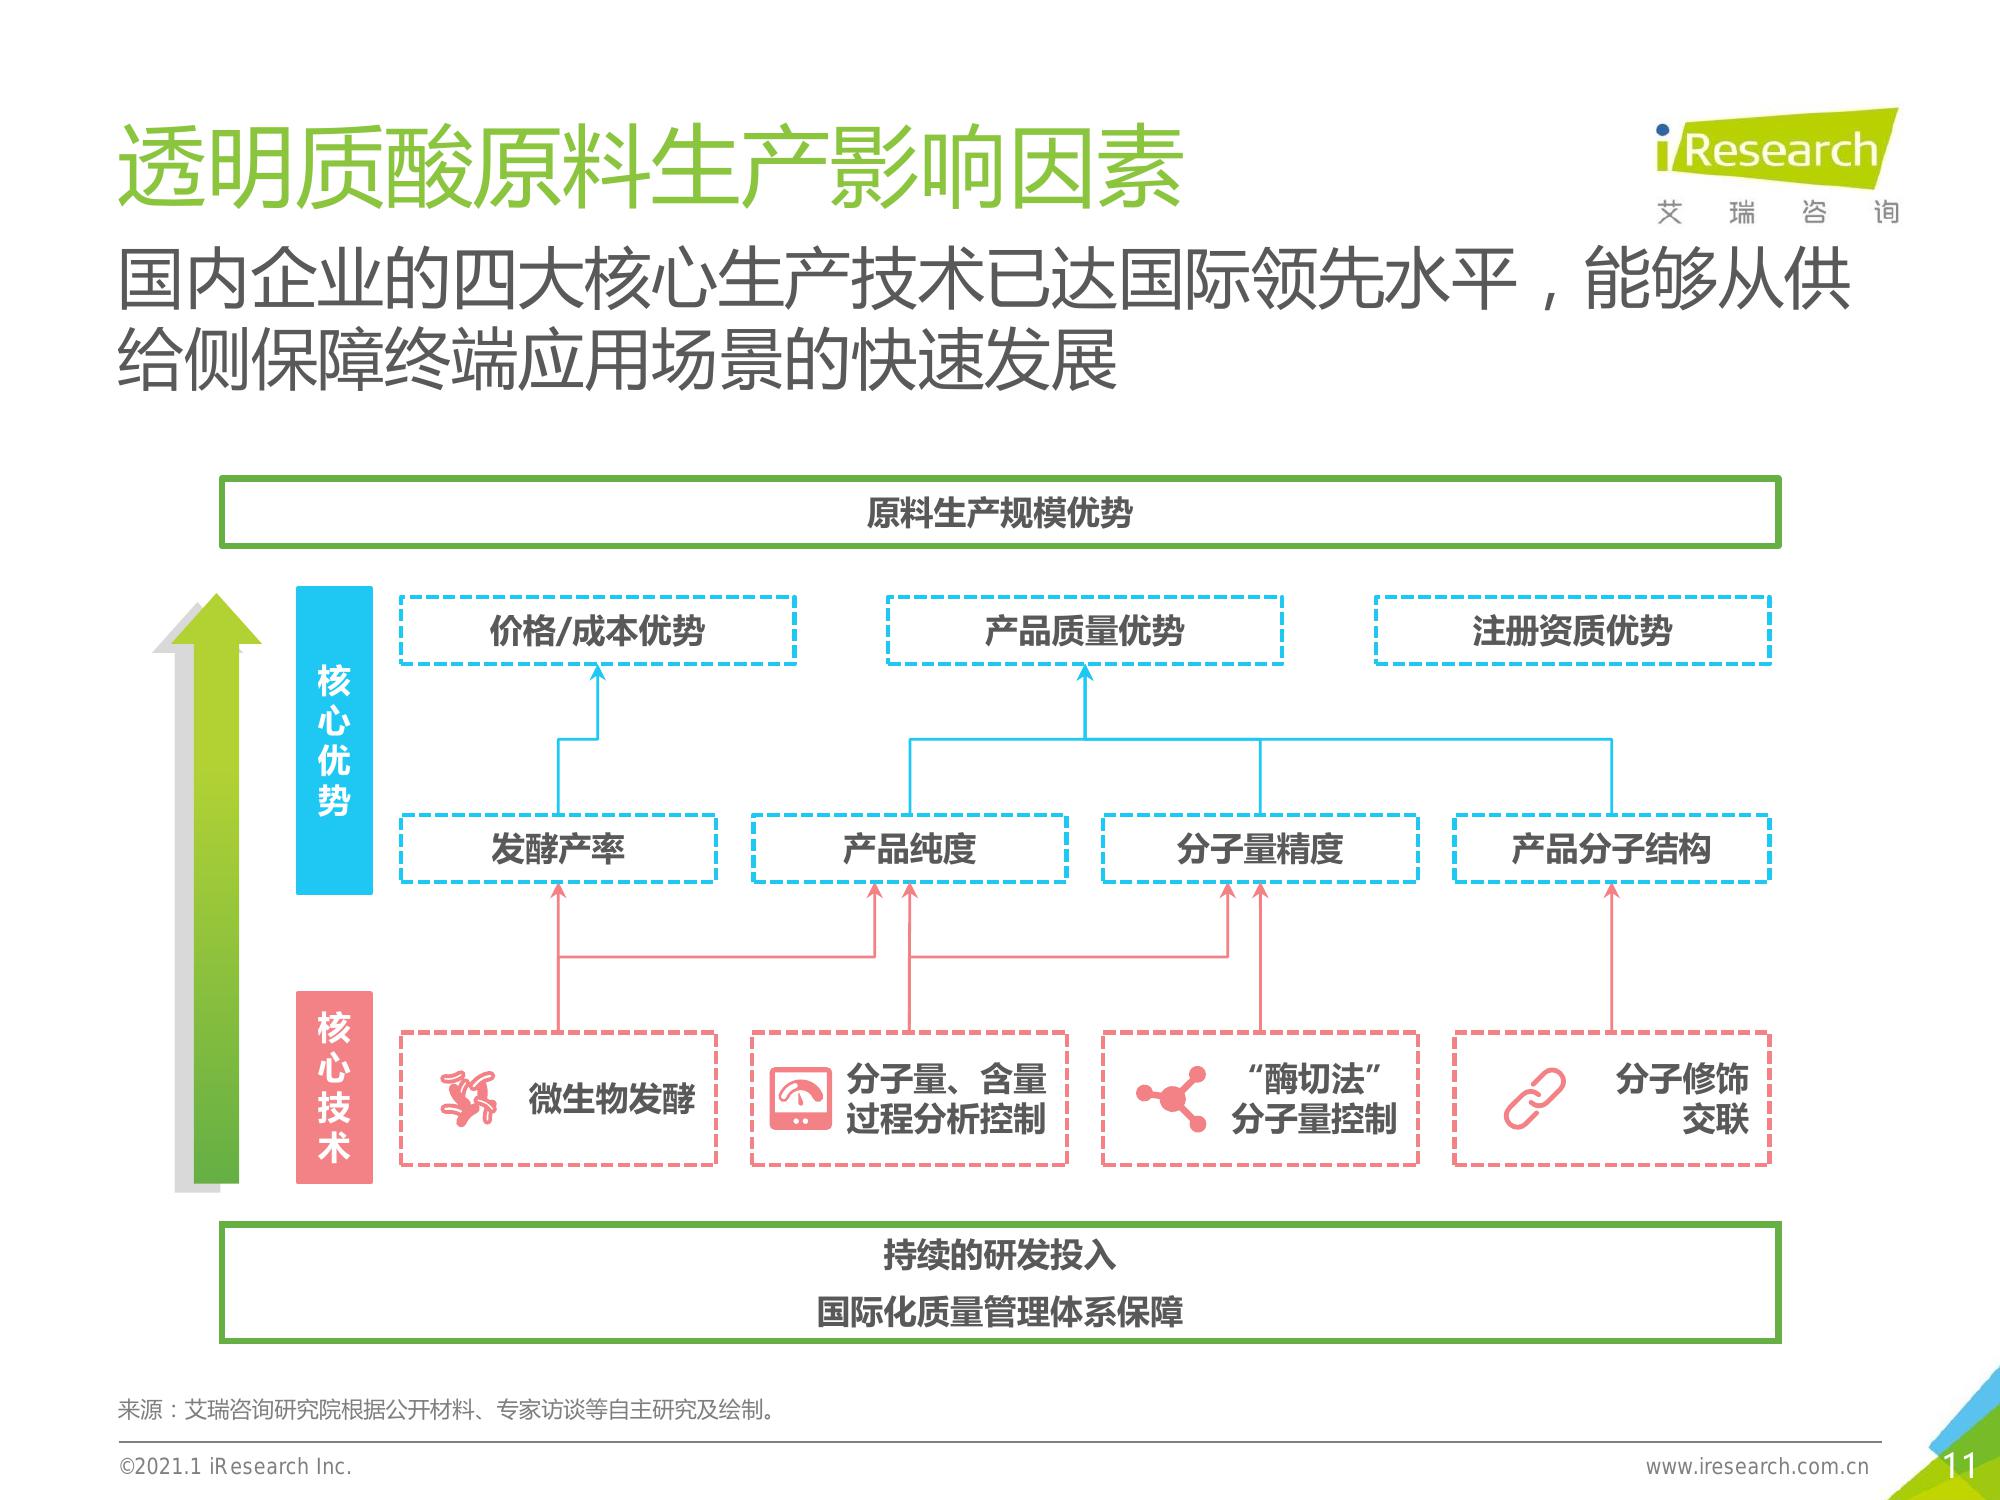 透明质酸原料生产影响因素
iResearch
艾瑞咨询
国内企业的四大核心生产技术已达国际领先水平，能够从供
给侧保障终端应用场景的快速发展
原料生产规模优势
核心优势
价格/成本优势
产品质量优势
注册资质优势
发酵产率
产品纯度
分子量精度
产品分子结构
核心技术
微生物发酵
分子量、含量
过程分析控制
“酶切法”
分子量控制
分子修饰
交联
持续的研发投入
国际化质量管理体系保障
来源：艾瑞咨询研究院根据公开材料、专家访谈等自主研究及绘制。
©2021.1 iResearch Inc.
www.iresearch.com.cn
11